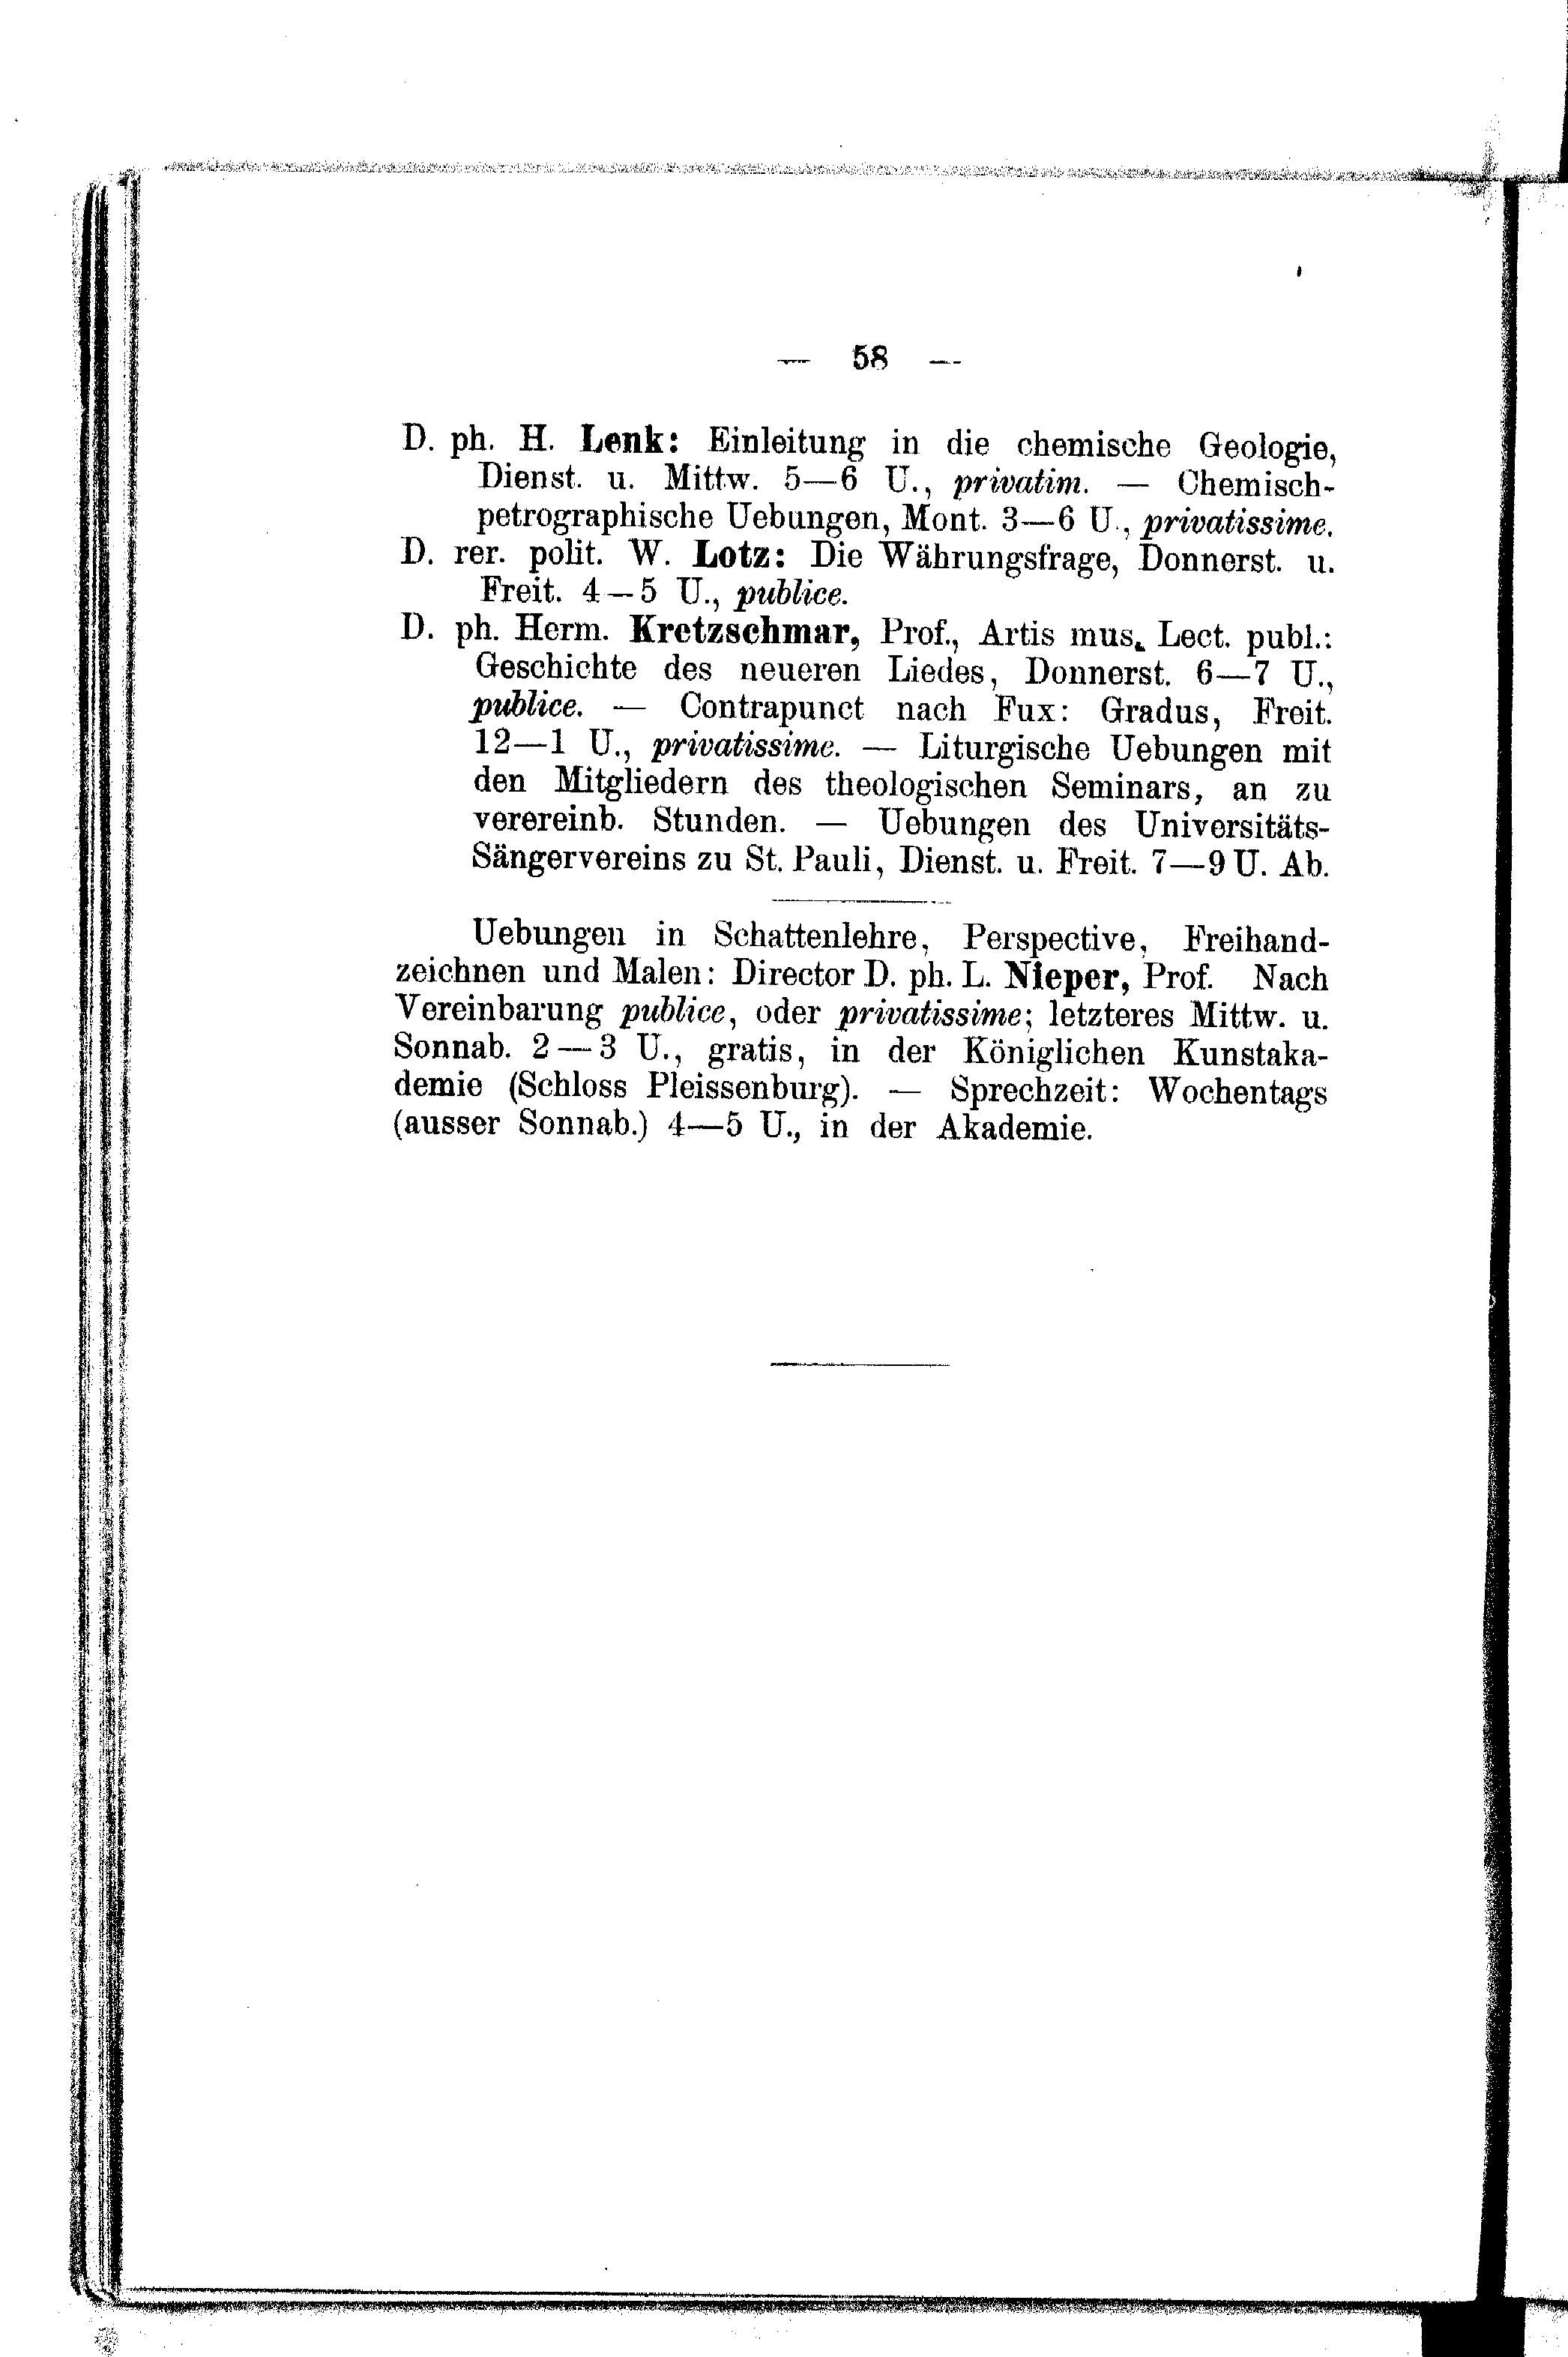 — 58 —
D. ph. H. Lenk: Einleitung in die chemische Geologie,
Dienst. u. Mittw. 5—6 U., privatim. — Chemisch-
petrographische Uebungen, Mont. 3—6 U., privatissime.
D. rer. polit. W. Lotz: Die Währungsfrage, Donnerst. u.
Freit. 4—5 U., publice.
D. ph. Herm. Kretzschmar, Prof., Artis mus. Lect. publ.:
Geschichte des neueren Liedes, Donnerst. 6—7 U.,
publice. — Contrapunct nach Fux: Gradus, Freit.
12—1 U., privatissime. — Liturgische Uebungen mit
den Mitgliedern des theologischen Seminars, an zu
verereinb. Stunden. — Uebungen des Universitäts-
Sängervereins zu St. Pauli, Dienst. u. Freit. 7—9 U. Ab.
Uebungen in Schattenlehre, Perspective, Freihand-
zeichnen und Malen: Director D. ph. L. Nieper, Prof. Nach
Vereinbarung publice, oder privatissime; letzteres Mittw. u.
Sonnab. 2—3 U., gratis, in der Königlichen Kunstaka-
demie (Schloss Pleissenburg). — Sprechzeit: Wochentags
(ausser Sonnab.) 4—5 U., in der Akademie.